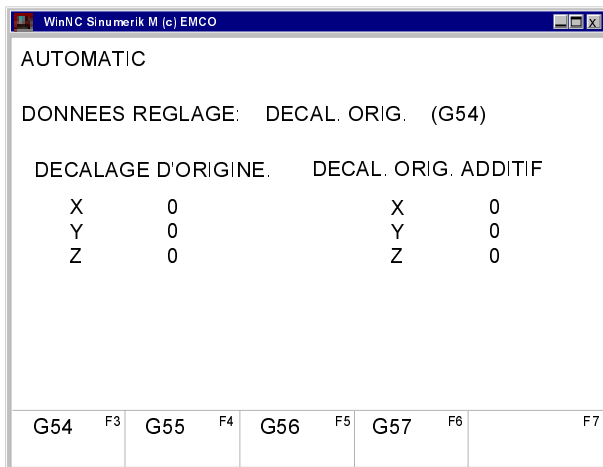 WinNC Sinumerik M (c) EMCO
AUTOMATIC
DONNEES REGLAGE: DECAL. ORIG. (G54)
DECALAGE D'ORIGINE. DECAL. ORIG. ADDITIF
X 0 X 0
Y 0 Y 0
Z 0 Z 0
G54 F3 G55 F4 G56 F5 G57 F6 F7